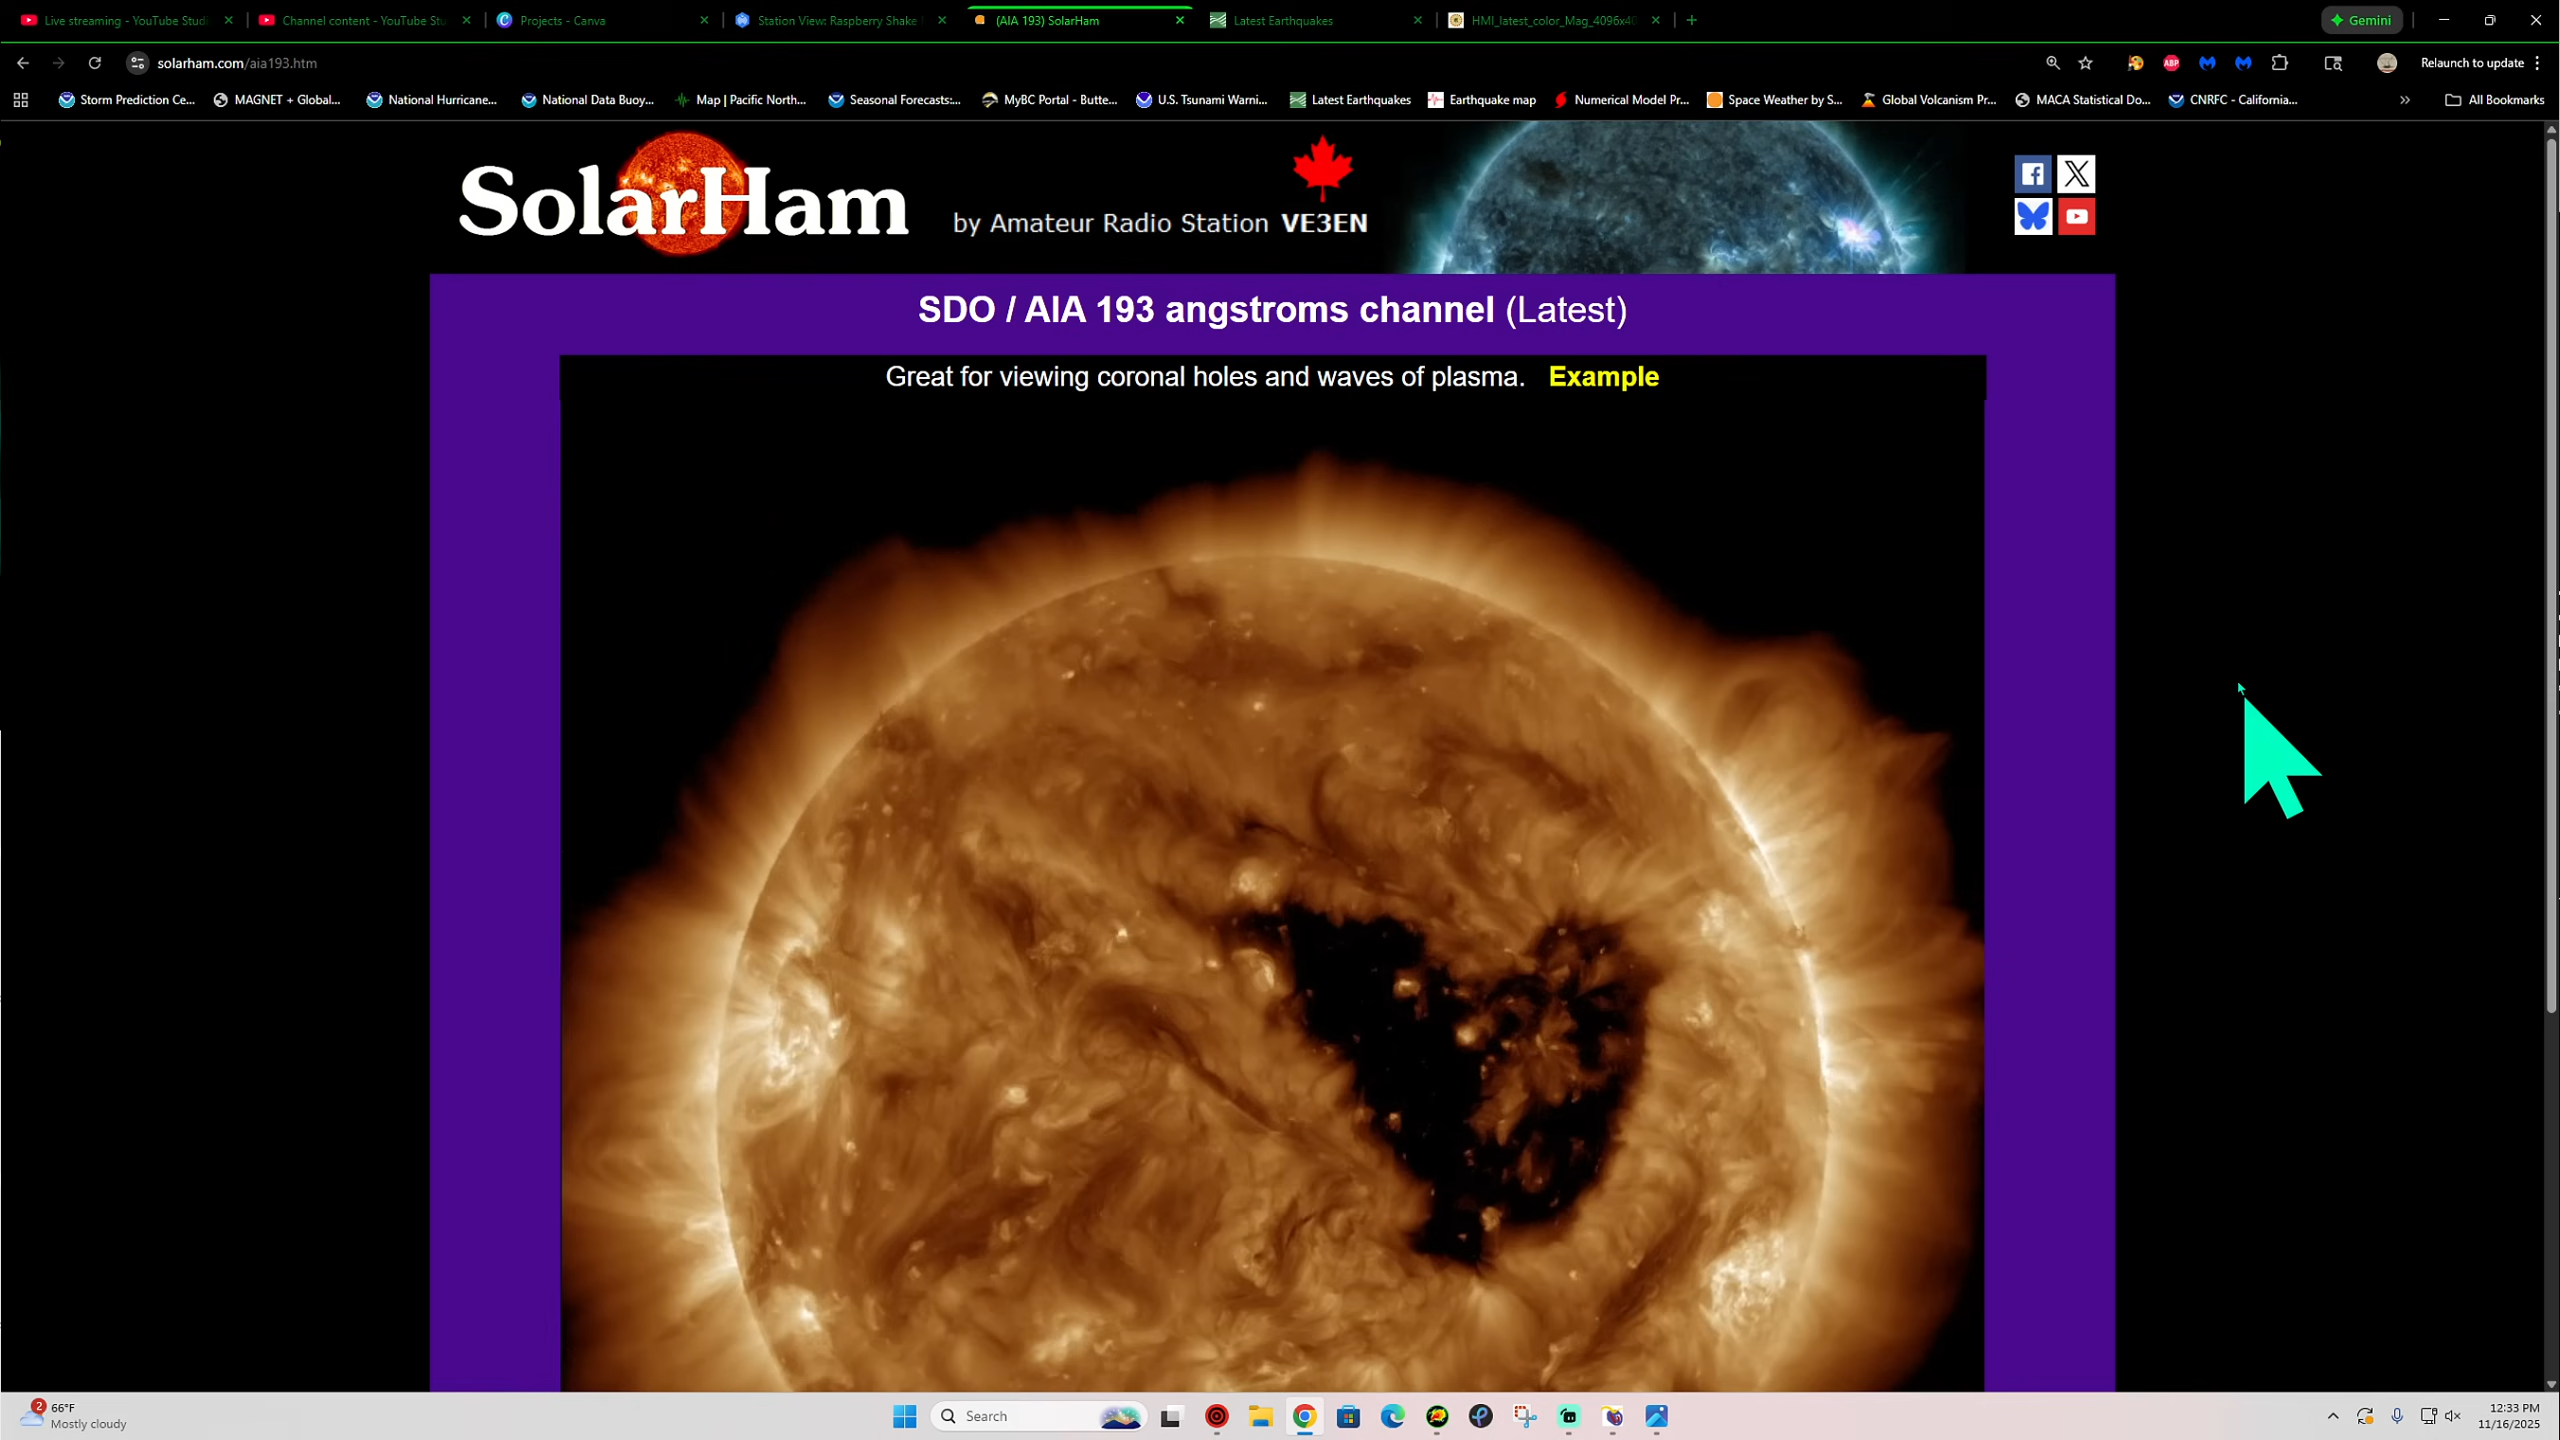 Live streaming - YouTube Studi
Channel content - YouTube Stu
Projects - Canva
Station View: Raspberry Shake
(AIA 193) SolarHam
Latest Earthquakes
HMI_latest_color_Mag_4096x40
Gemini
solarham.com/aia193.htm
ABP
Relaunch to update
Storm Prediction Ce...
MAGNET + Global...
National Hurricane...
National Data Buoy...
Map | Pacific North...
Seasonal Forecasts:...
MyBC Portal - Butte...
U.S. Tsunami Warni...
Latest Earthquakes
Earthquake map
Numerical Model Pr...
Space Weather by S...
Global Volcanism Pr...
MACA Statistical Do...
CNRFC - California...
All Bookmarks
SolarHam
by Amateur Radio Station VE3EN
SDO / AIA 193 angstroms channel (Latest)
Great for viewing coronal holes and waves of plasma. Example
2
66°F
Mostly cloudy
Search
12:33 PM
11/16/2025